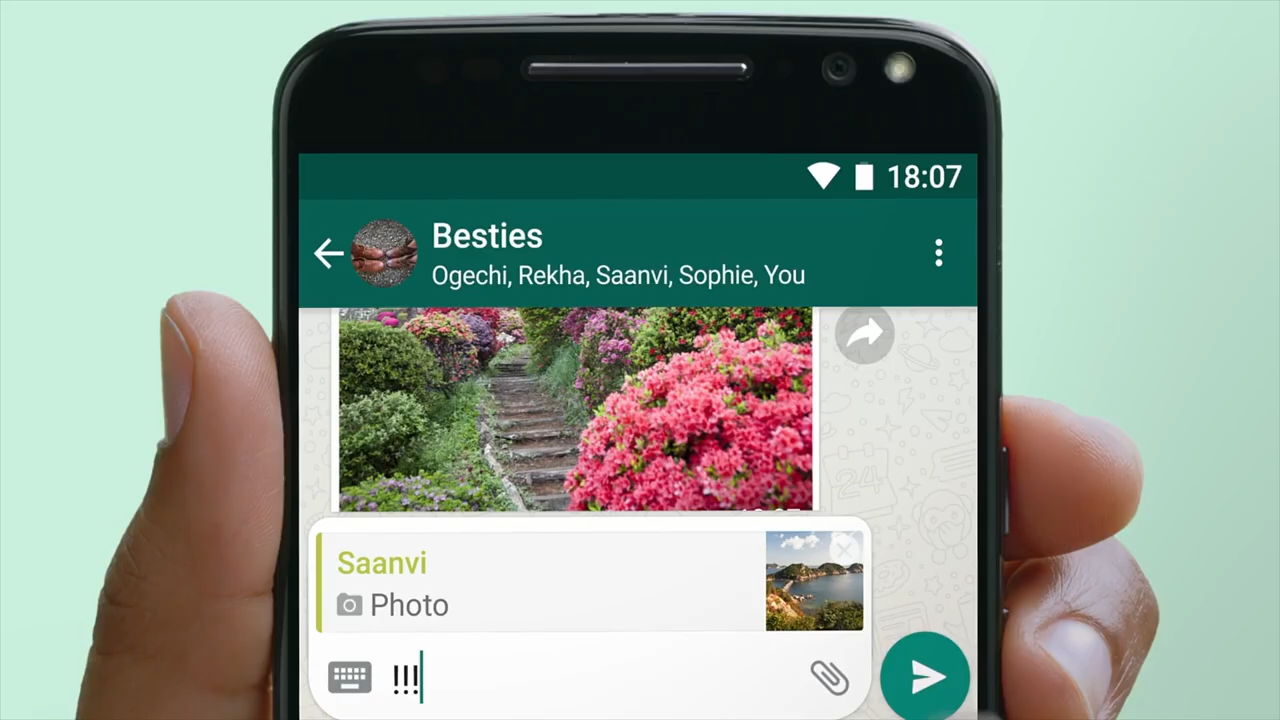 18:07
Besties
Ogechi, Rekha, Saanvi, Sophie, You
Saanvi
Photo
!!!